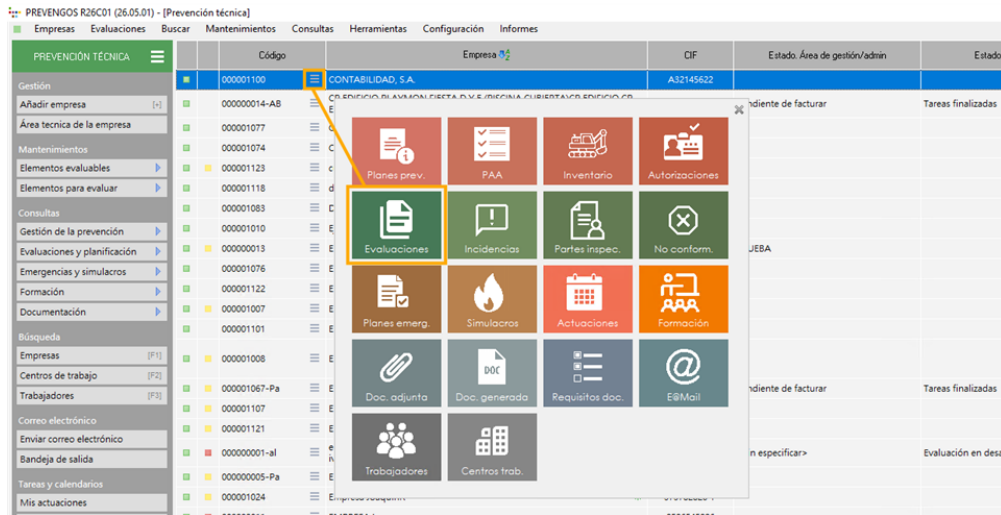 PREVENGOS R26C01 (26.05.01) - [Prevención técnica]
Empresas Evaluaciones Buscar Mantenimientos Consultas Herramientas Configuración Informes
PREVENCIÓN TÉCNICA
Código Empresa CIF Estado. Área de gestión/admin Estado
Gestión
Añadir empresa [+]
Área tecnica de la empresa
Mantenimientos
Elementos evaluables
Elementos para evaluar
Consultas
Gestión de la prevención
Evaluaciones y planificación
Emergencias y simulacros
Formación
Documentación
Búsqueda
Empresas [F1]
Centros de trabajo [F2]
Trabajadores [F3]
Correo electrónico
Enviar correo electrónico
Bandeja de salida
Tareas y calendarios
Mis actuaciones
000001100 CONTABILIDAD, S.A. A32145622
000000014-AB ndiente de facturar Tareas finalizadas
000001077
000001074
000001123
000001118
000001083
000001010
000000013 UEBA
000001076
000001122
000001007
000001101
000001008
000001067-Pa ndiente de facturar Tareas finalizadas
000001107
000001121
000000001-al n especificar> Evaluación en desa
000000005-Pa
000001024
Planes prev. PAA Inventario Autorizaciones
Evaluaciones Incidencias Partes inspec. No conform.
Planes emerg. Simulacros Actuaciones Formación
DOC
Doc. adjunta Doc. generada Requisitos doc. E@Mail
Trabajadores Centros trab.